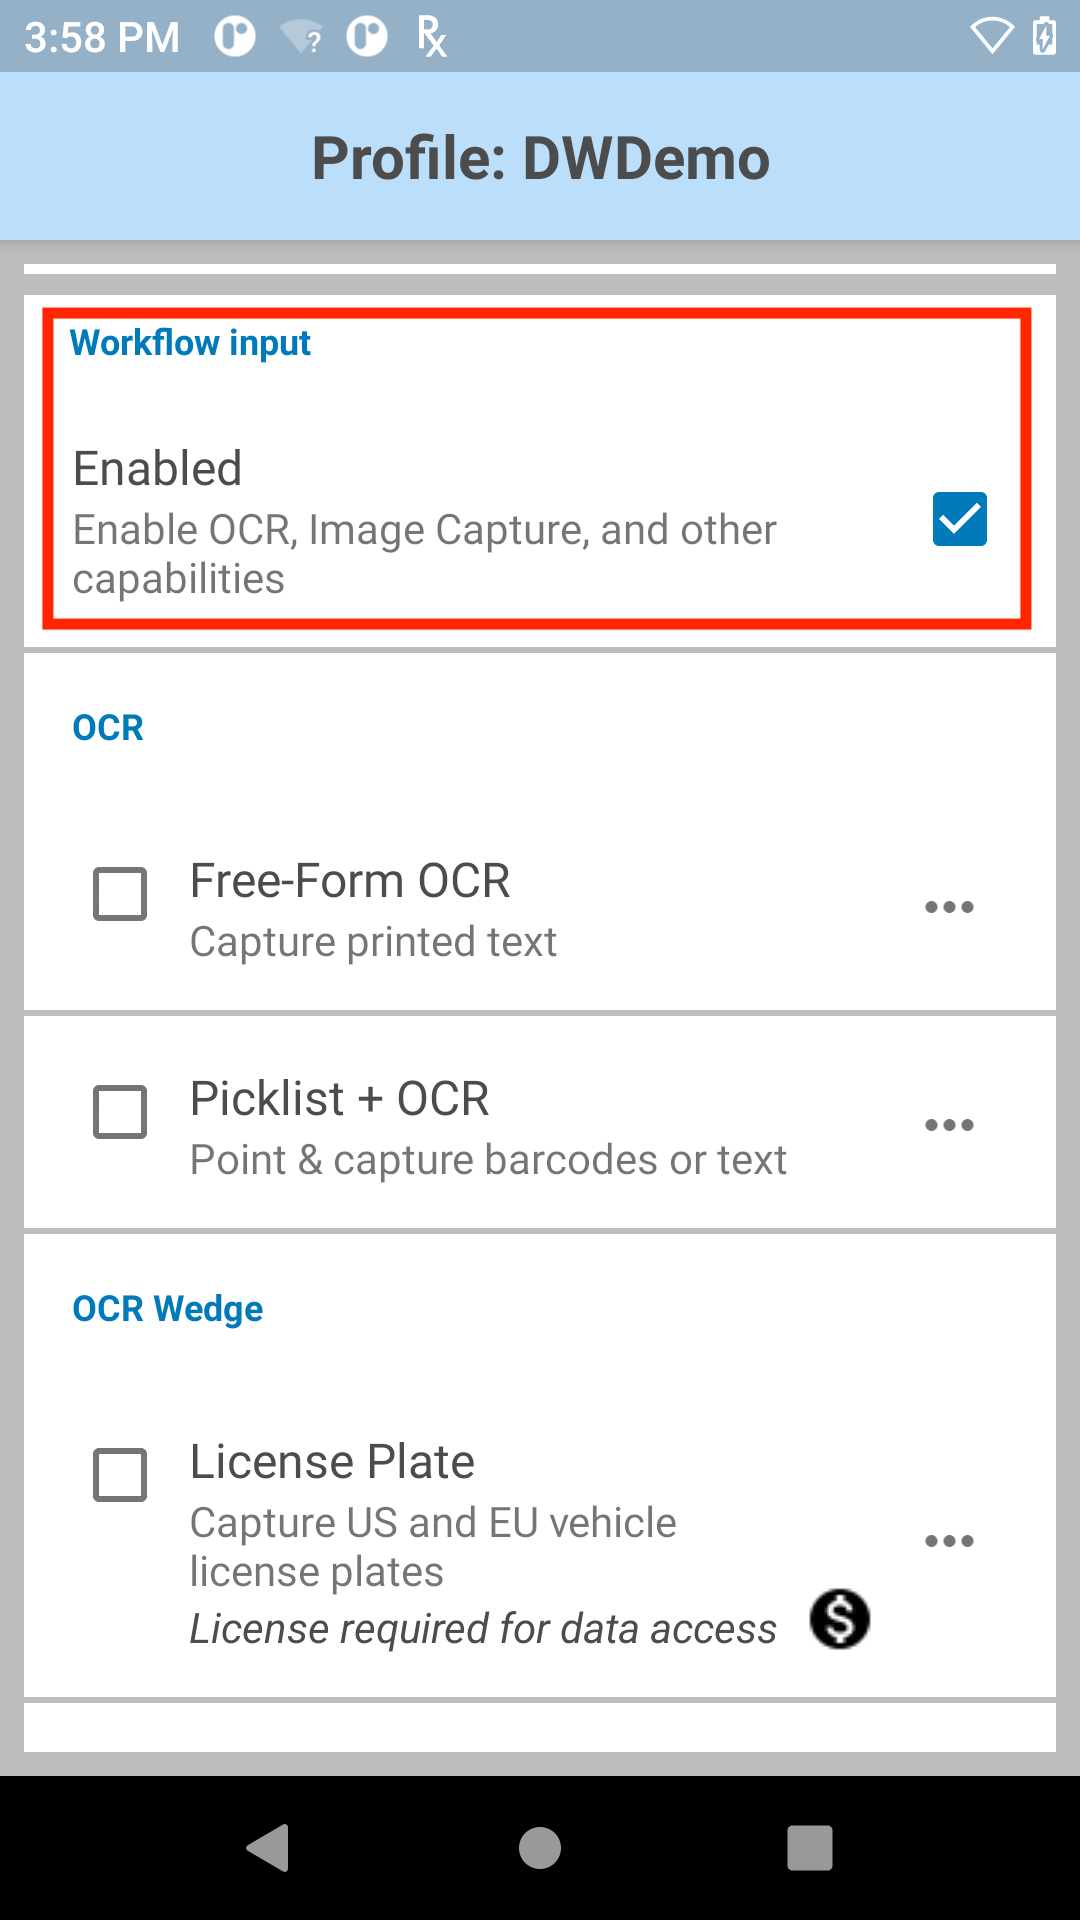 3:58 PM
Profile: DWDemo
Workflow input
Enabled
Enable OCR, Image Capture, and other
capabilities
OCR
Free-Form OCR
Capture printed text
Picklist + OCR
Point & capture barcodes or text
OCR Wedge
License Plate
Capture US and EU vehicle
license plates
License required for data access